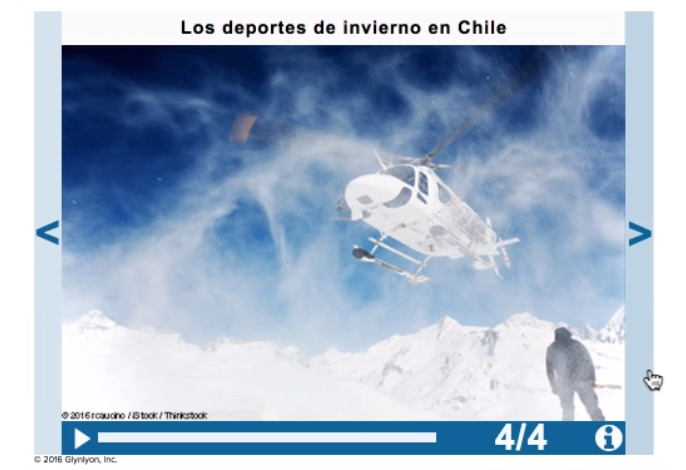 Los deportes de invierno en Chile
<
>
© 2016 rcaucino / iStock / Thinkstock
4/4
i
© 2016 Glynlyon, Inc.